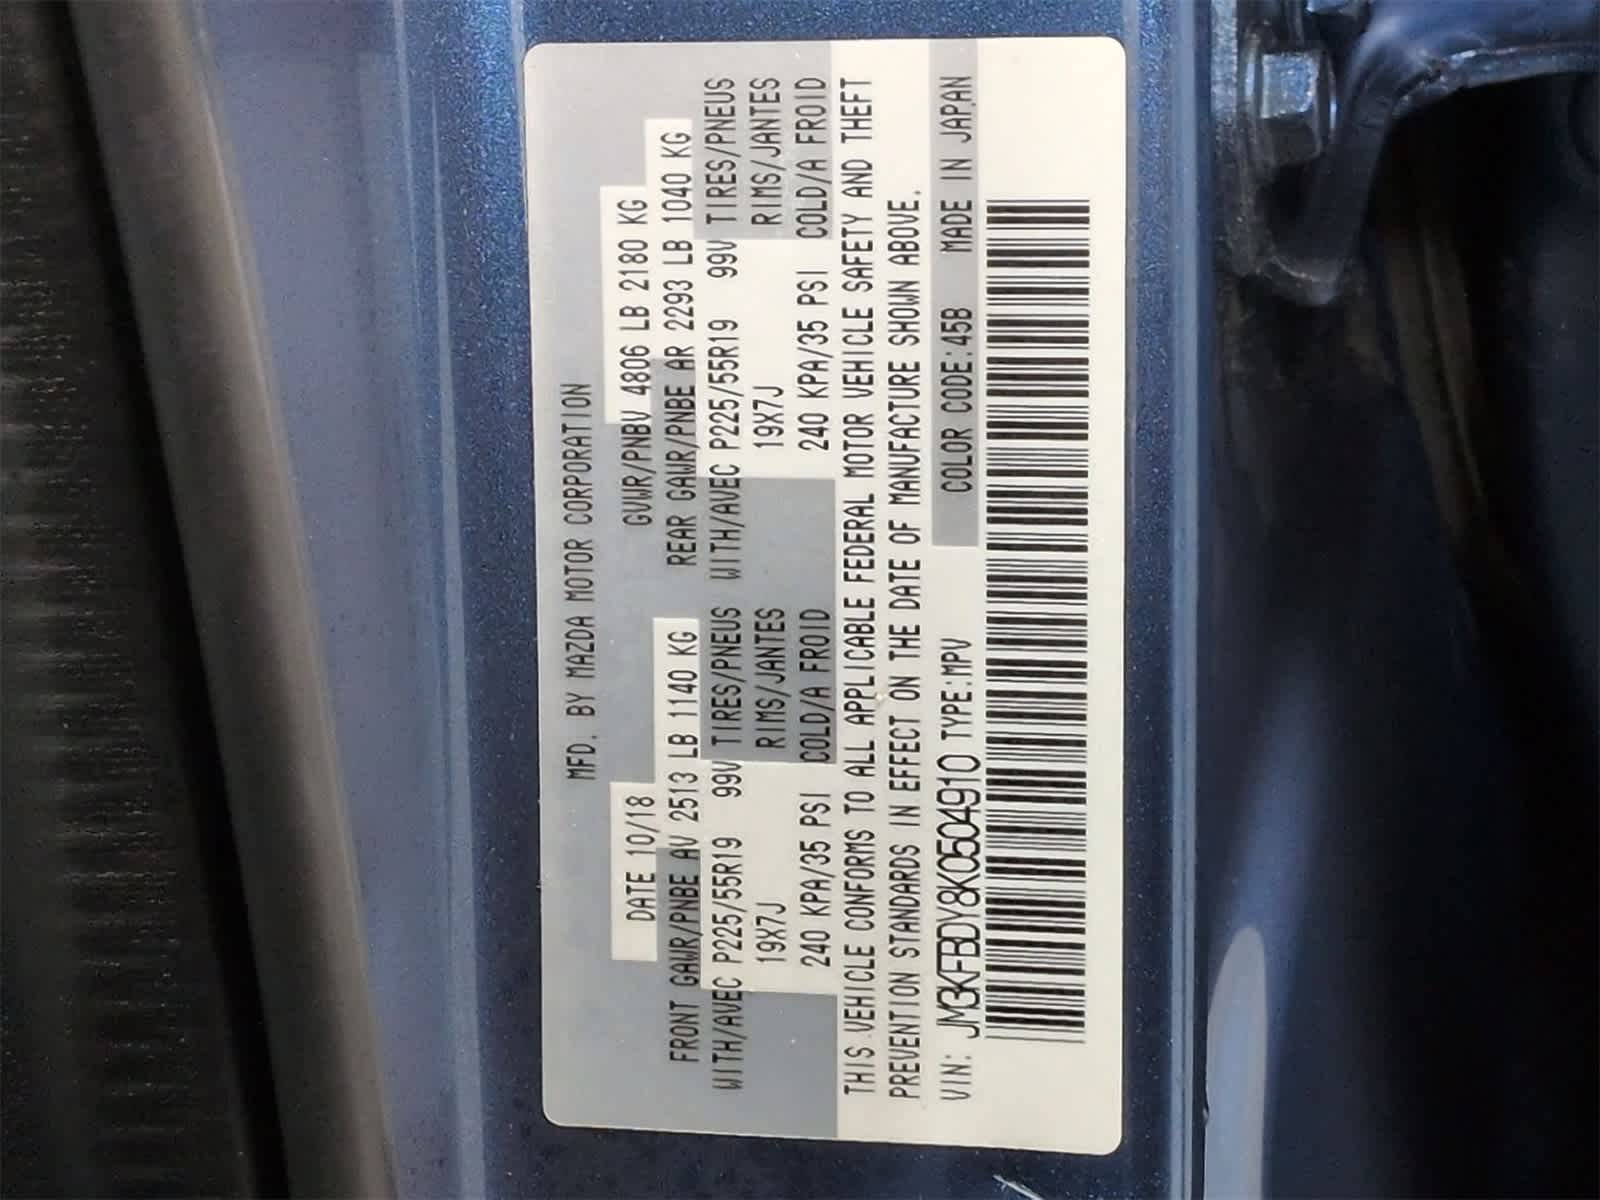 MFD. BY MAZDA MOTOR CORPORATION
DATE 10/18 GVWR/PNBV 4806 LB 2180 KG
FRONT GAWR/PNBE AV 2513 LB 1140 KG REAR GAWR/PNBE AR 2293 LB 1040 KG
WITH/AVEC P225/55R19 99V TIRES/PNEUS WITH/AVEC P225/55R19 99V TIRES/PNEUS
19X7J RIMS/JANTES 19X7J RIMS/JANTES
240 KPA/35 PSI COLD/A FROID 240 KPA/35 PSI COLD/A FROID
THIS VEHICLE CONFORMS TO ALL APPLICABLE FEDERAL MOTOR VEHICLE SAFETY AND THEFT
PREVENTION STANDARDS IN EFFECT ON THE DATE OF MANUFACTURE SHOWN ABOVE.
VIN: JM3KFBDY8K0504910 TYPE:MPV COLOR CODE:45B MADE IN JAPAN